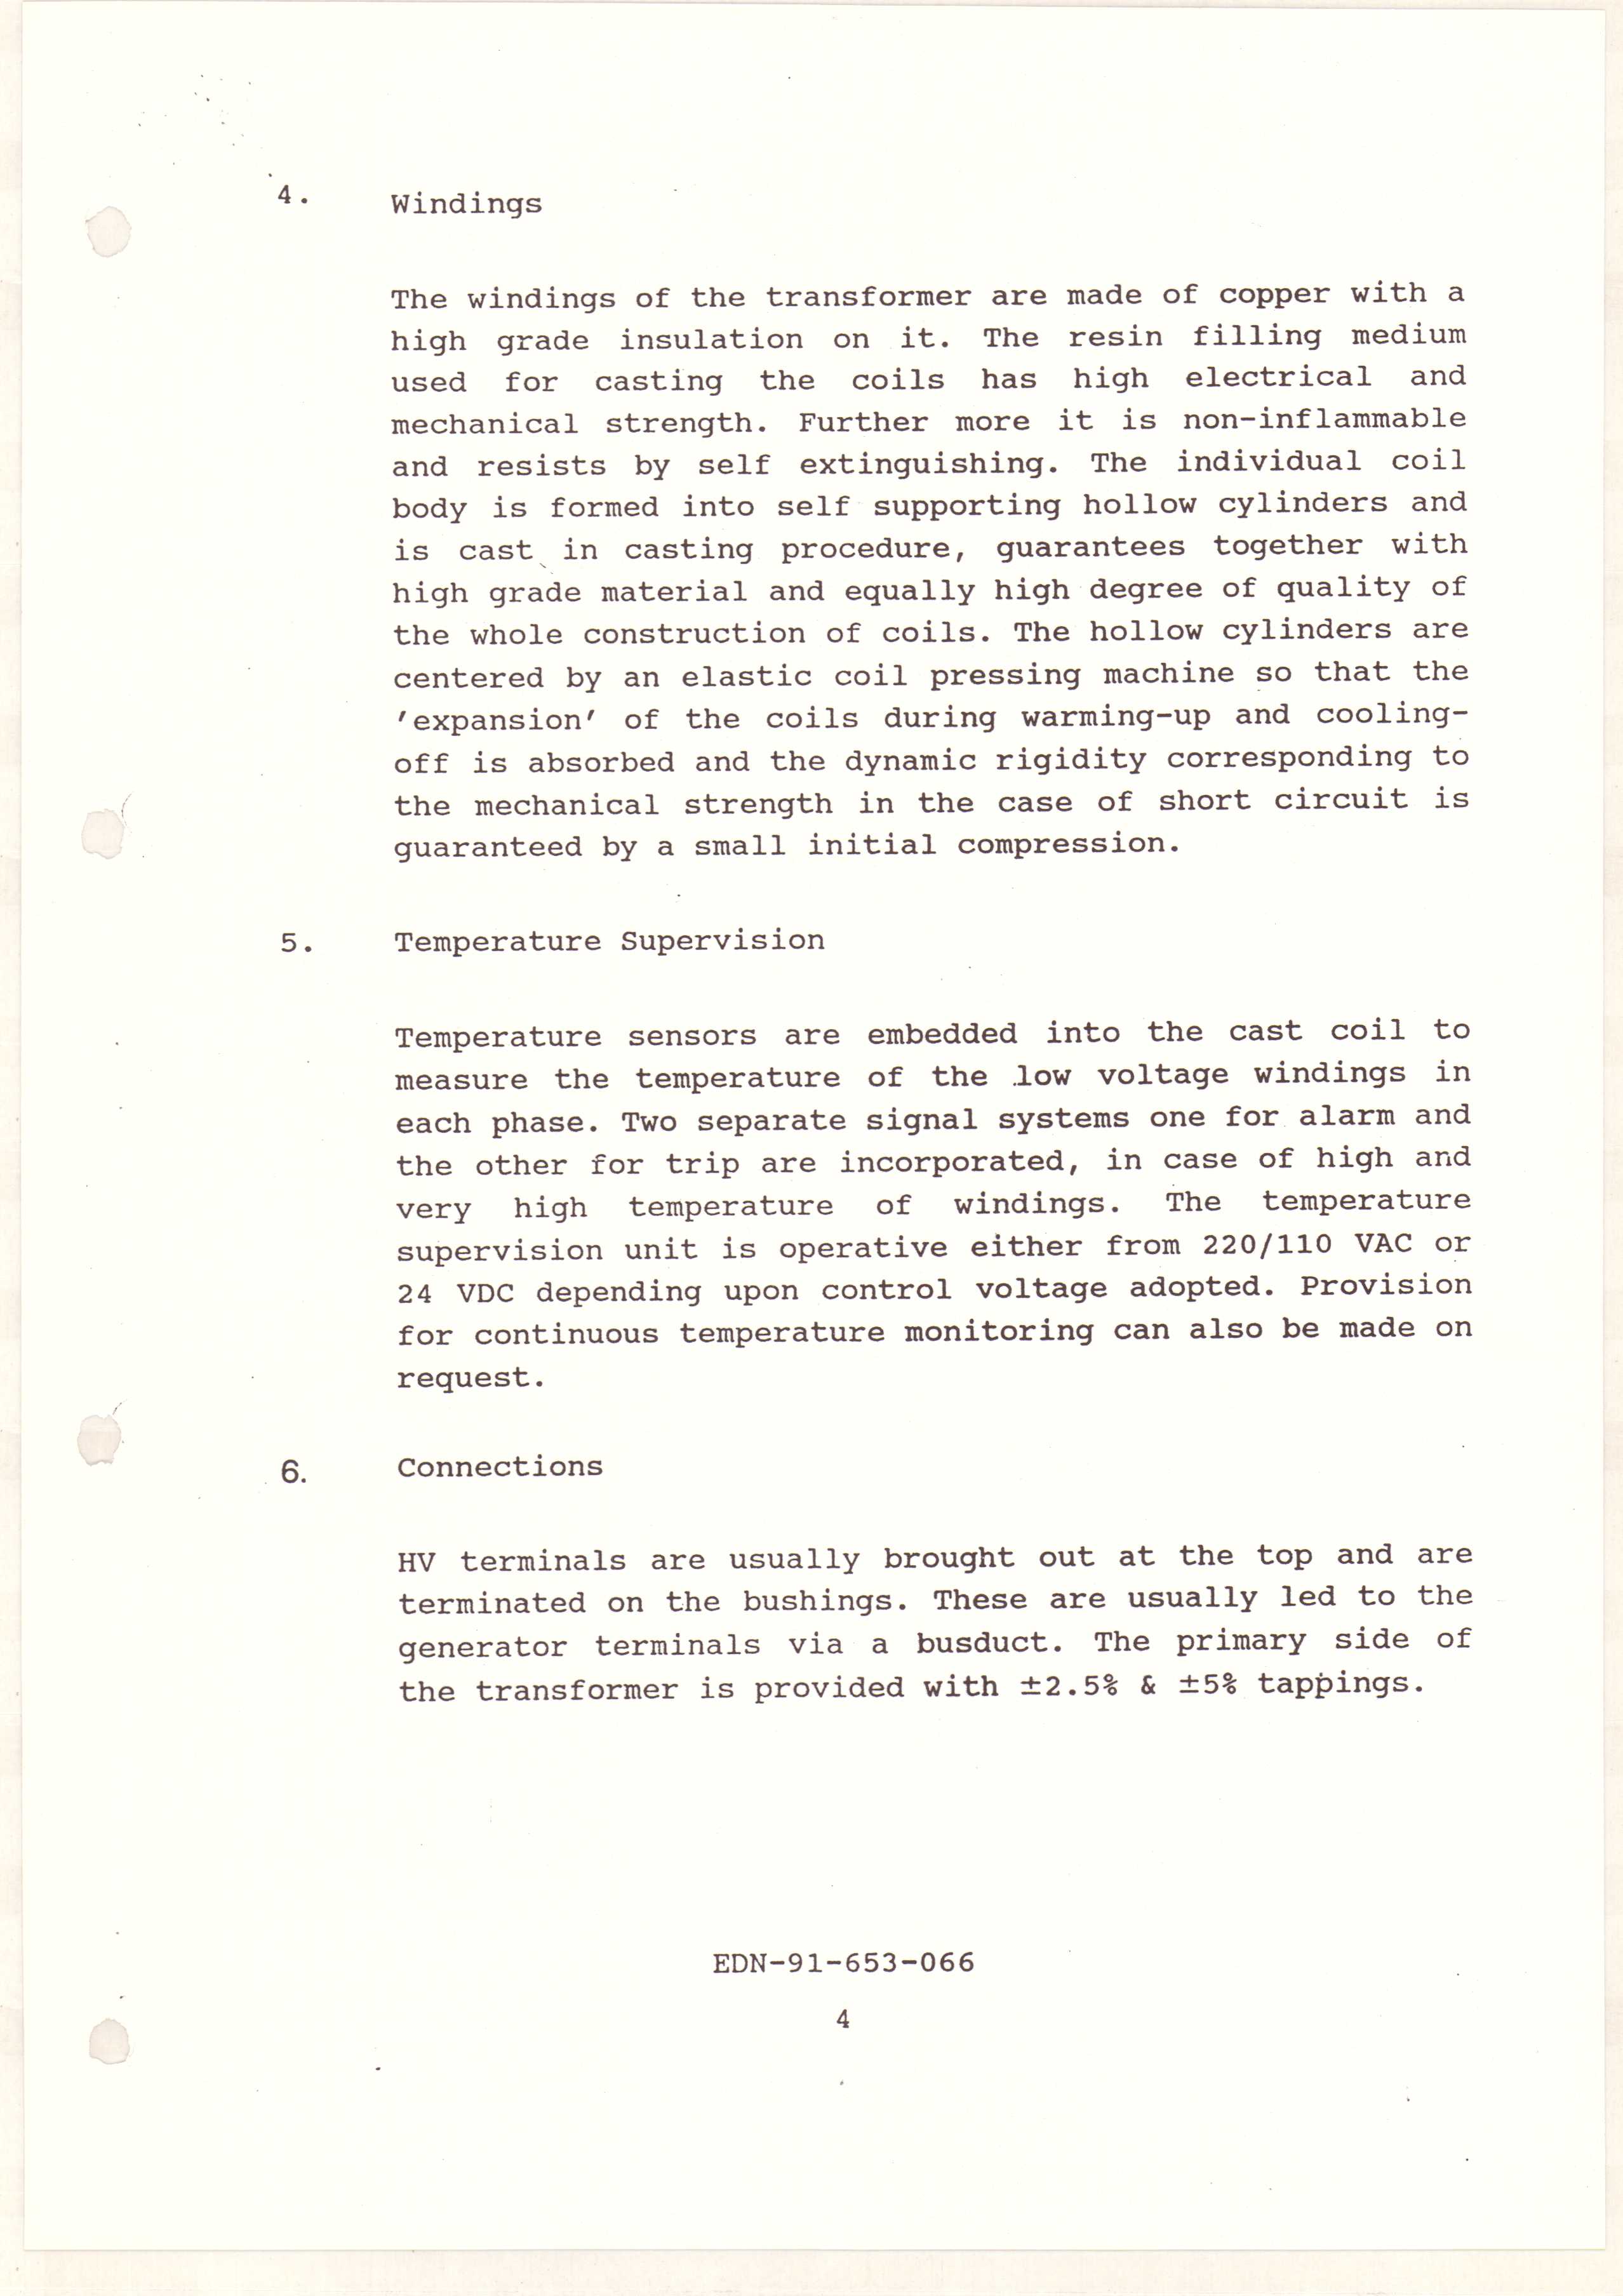 4. Windings
The windings of the transformer are made of copper with a
high grade insulation on it. The resin filling medium
used for casting the coils has high electrical and
mechanical strength. Further more it is non-inflammable
and resists by self extinguishing. The individual coil
body is formed into self supporting hollow cylinders and
is cast in casting procedure, guarantees together with
high grade material and equally high degree of quality of
the whole construction of coils. The hollow cylinders are
centered by an elastic coil pressing machine so that the
'expansion' of the coils during warming-up and cooling-
off is absorbed and the dynamic rigidity corresponding to
the mechanical strength in the case of short circuit is
guaranteed by a small initial compression.
5. Temperature Supervision
Temperature sensors are embedded into the cast coil to
measure the temperature of the low voltage windings in
each phase. Two separate signal systems one for alarm and
the other for trip are incorporated, in case of high and
very high temperature of windings. The temperature
supervision unit is operative either from 220/110 VAC or
24 VDC depending upon control voltage adopted. Provision
for continuous temperature monitoring can also be made on
request.
6. Connections
HV terminals are usually brought out at the top and are
terminated on the bushings. These are usually led to the
generator terminals via a busduct. The primary side of
the transformer is provided with ±2.5% & ±5% tappings.
EDN-91-653-066
4